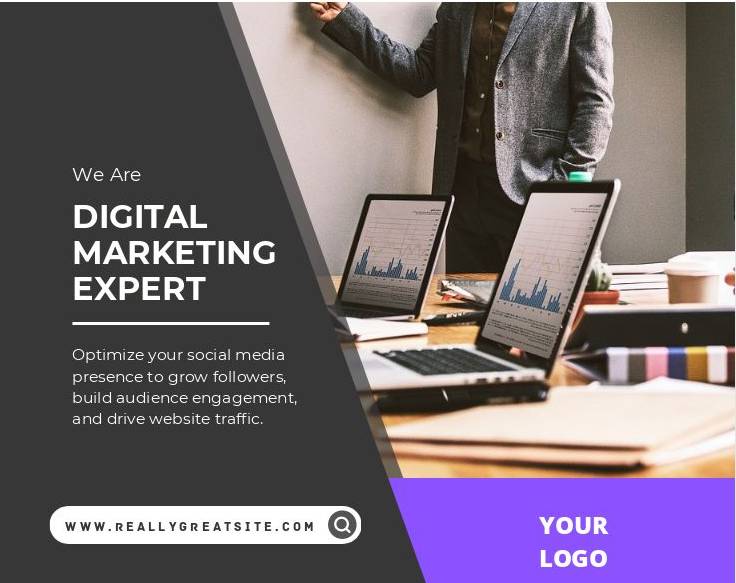 We Are
DIGITAL
MARKETING
EXPERT
Optimize your social media
presence to grow followers,
build audience engagement,
and drive website traffic.
WWW.REALLYGREATSITE.COM
YOUR
LOGO